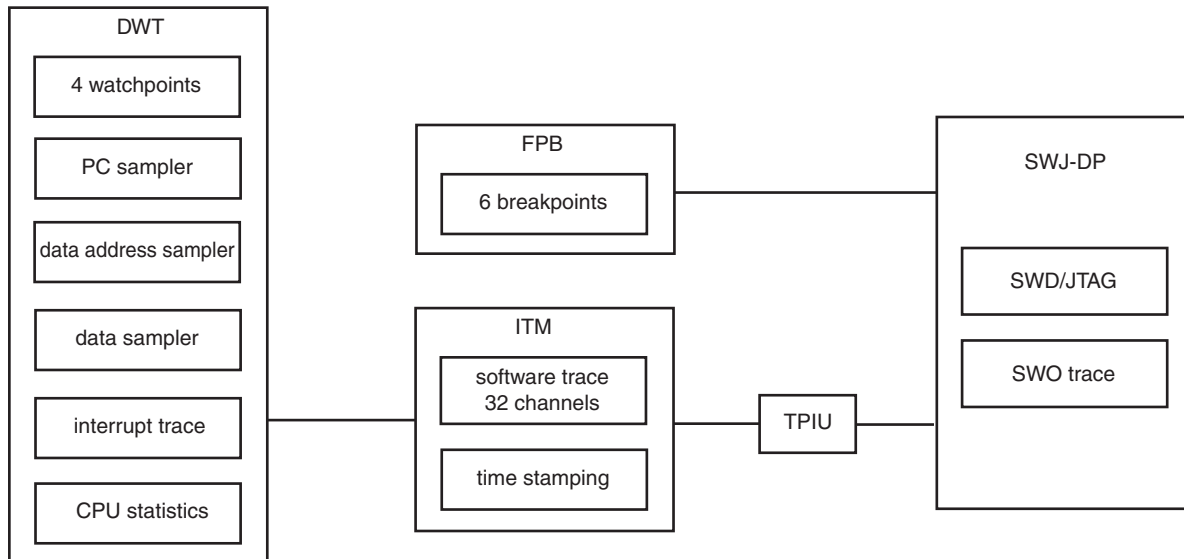 DWT
4 watchpoints
PC sampler
data address sampler
data sampler
interrupt trace
CPU statistics
FPB
6 breakpoints
ITM
software trace
32 channels
time stamping
TPIU
SWJ-DP
SWD/JTAG
SWO trace